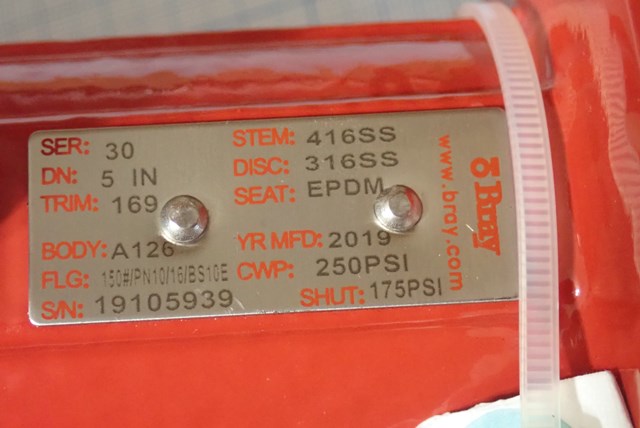 SER: 30
DN: 5 IN
TRIM: 169
BODY: A126
FLG: 150#/PN10/16/BS10E
S/N: 19105939
STEM: 416SS
DISC: 316SS
SEAT: EPDM
YR MFD: 2019
CWP: 250PSI
SHUT: 175PSI
www.bray.com
Bray